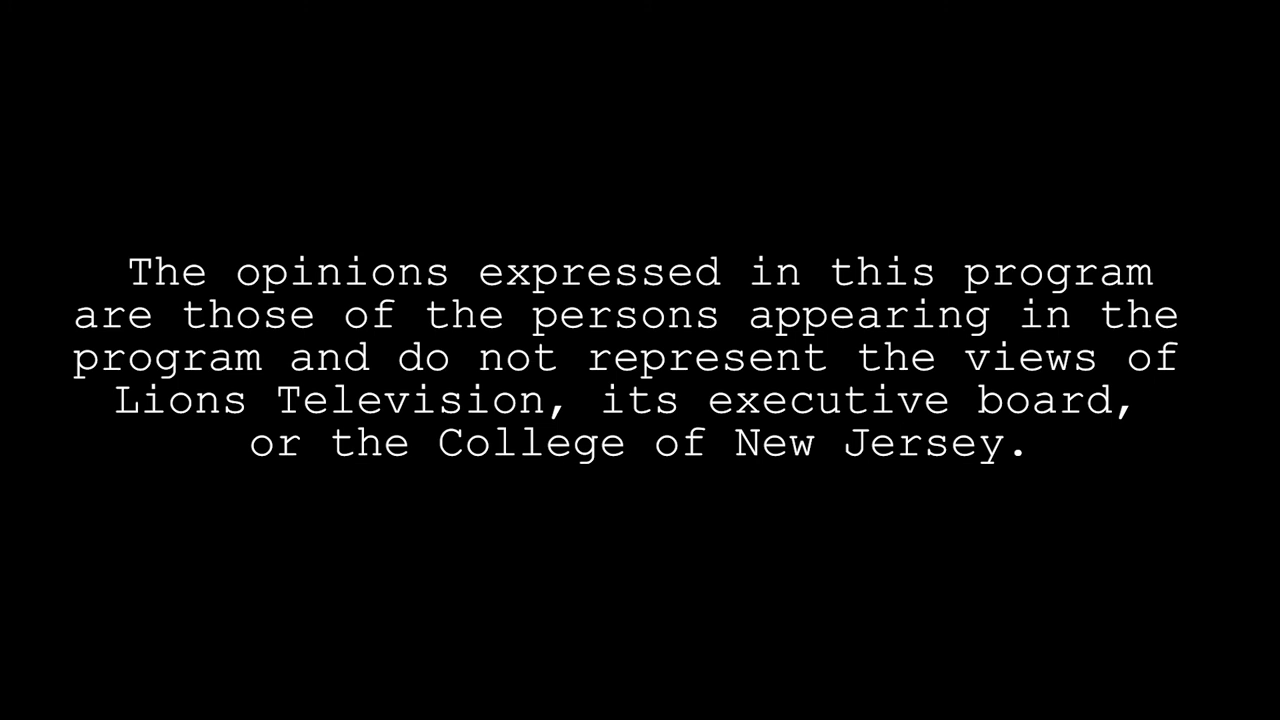 The opinions expressed in this program
are those of the persons appearing in the
program and do not represent the views of
Lions Television, its executive board,
or the College of New Jersey.